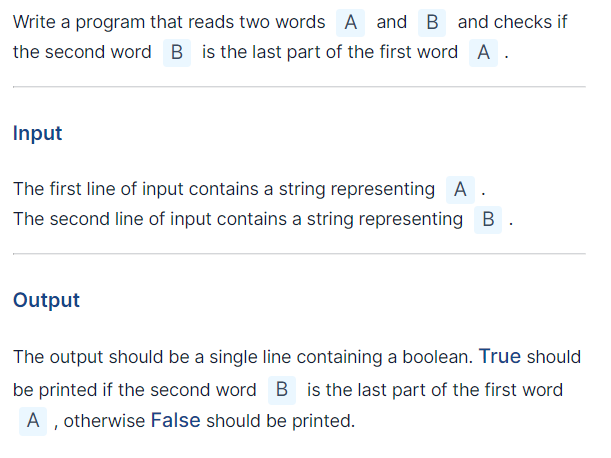 Write a program that reads two words A and B and checks if
the second word B is the last part of the first word A .
Input
The first line of input contains a string representing A .
The second line of input contains a string representing B .
Output
The output should be a single line containing a boolean. True should
be printed if the second word B is the last part of the first word
A , otherwise False should be printed.